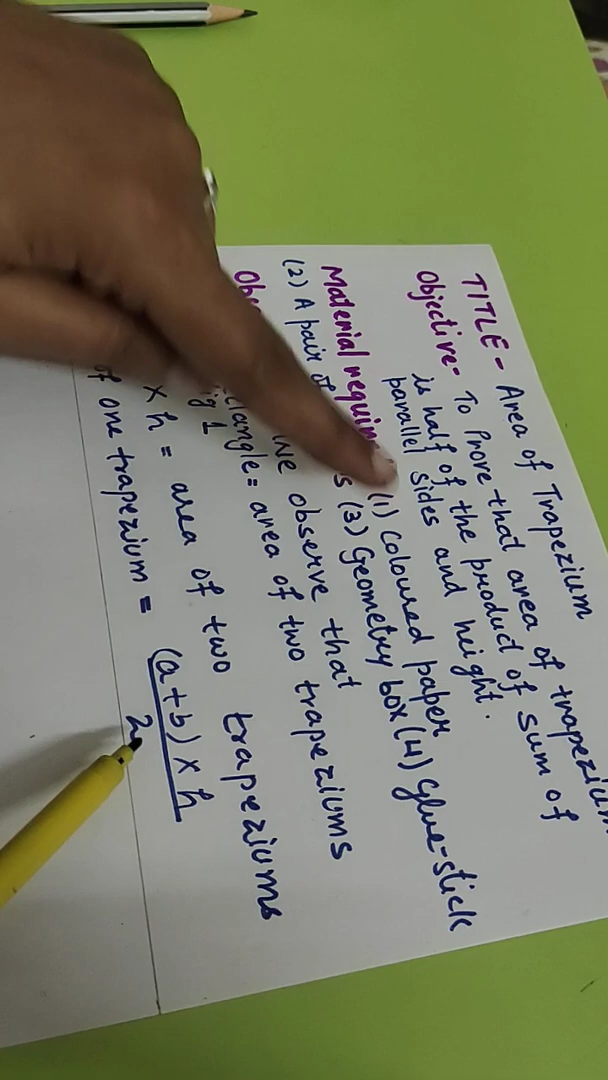 TITLE - Area of Trapezium
Objective - To Prove that area of trapezium
is half of the product of sum of
parallel sides and height.
Material (1) Coloured paper
(2) A pair of (3) Geometry box (4) Glue-stick
we observe that
= area of two trapeziums
1
x h = area of two trapeziums
of one trapezium = (a+b) x h
2